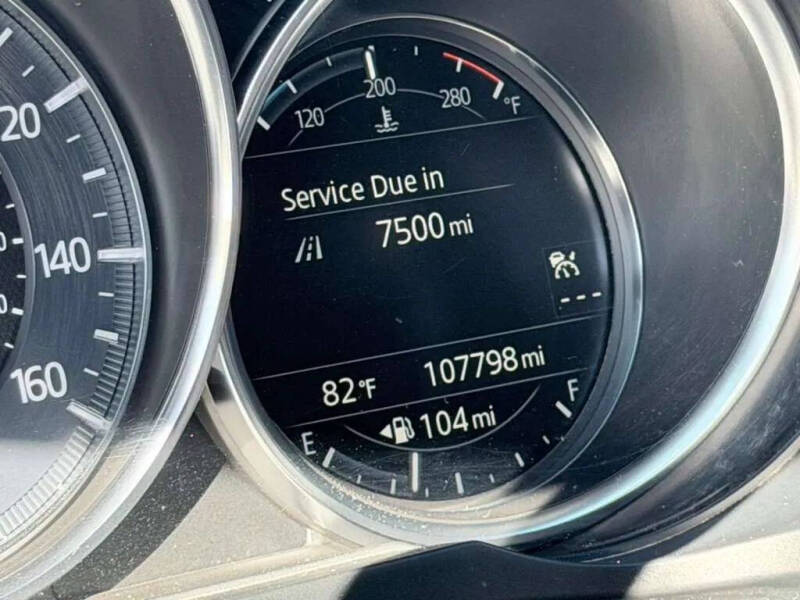 20
140
160
120
200
280
°F
Service Due in
7500 mi
---
82°F
107798 mi
E
104 mi
F